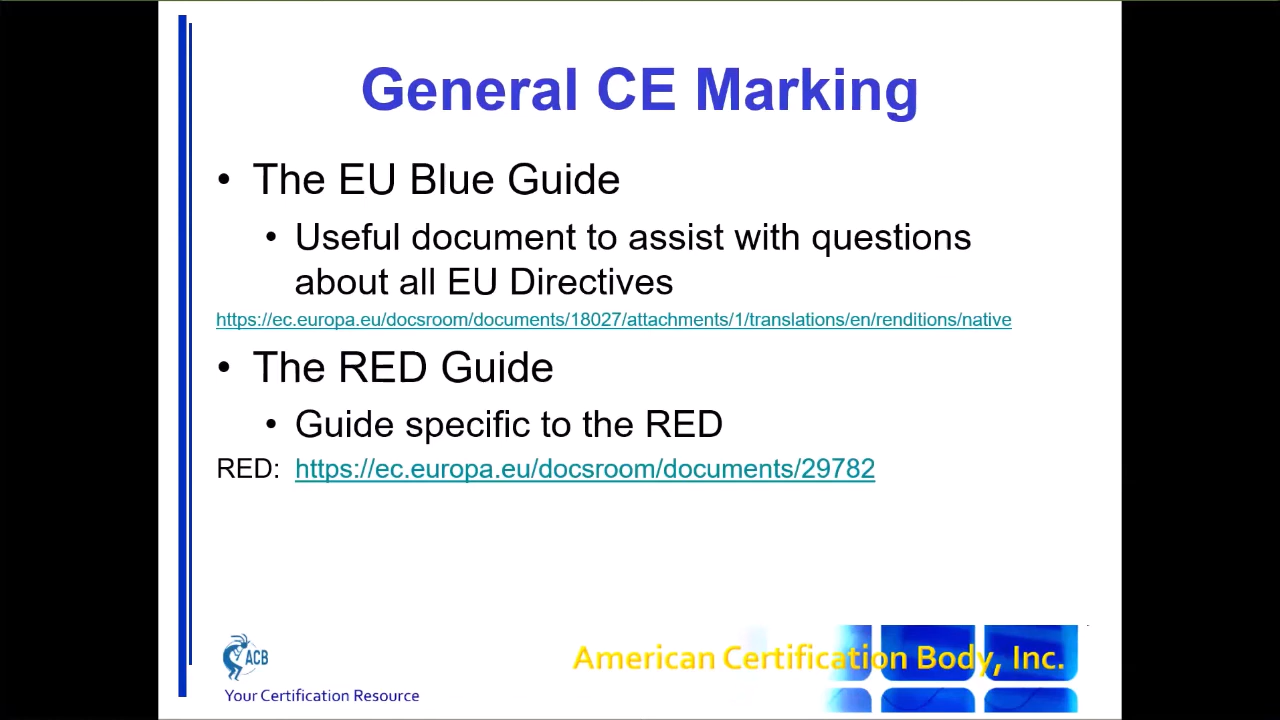 General CE Marking
• The EU Blue Guide
• Useful document to assist with questions
about all EU Directives
https://ec.europa.eu/docsroom/documents/18027/attachments/1/translations/en/renditions/native
• The RED Guide
• Guide specific to the RED
RED: https://ec.europa.eu/docsroom/documents/29782
ACB
Your Certification Resource
American Certification Body, Inc.